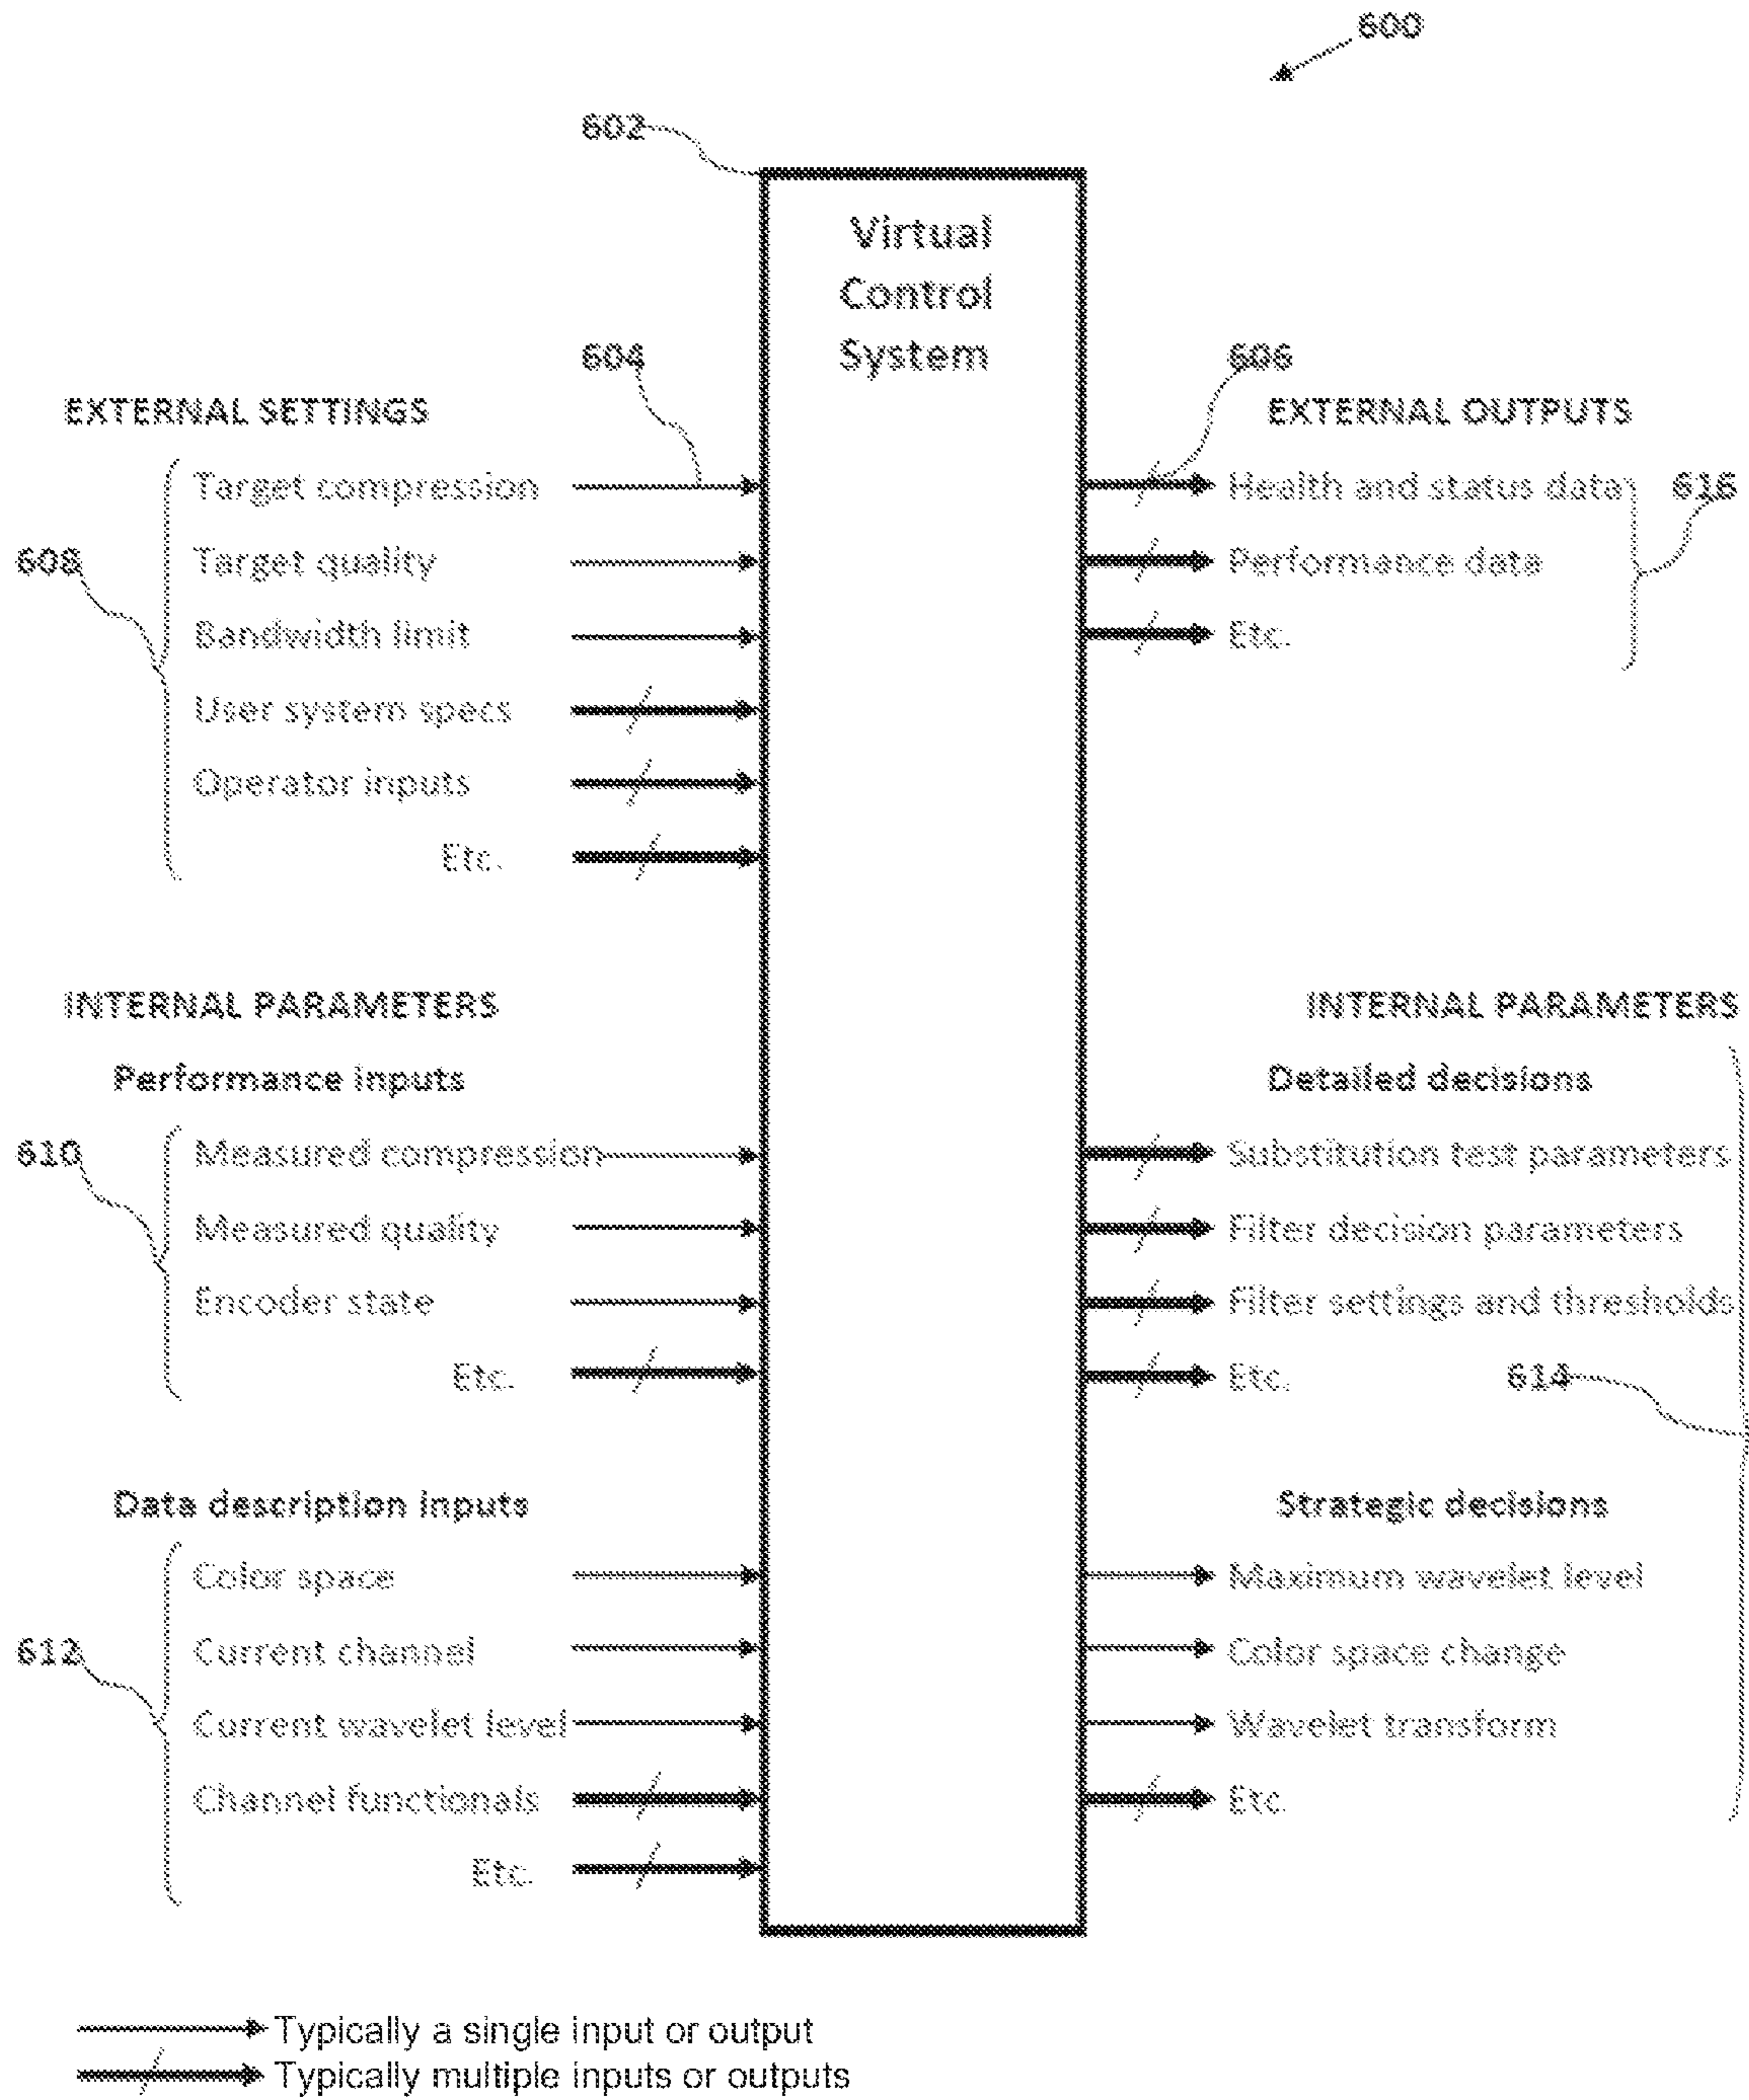 600
602
Virtual
Control
System
604
606
EXTERNAL SETTINGS
EXTERNAL OUTPUTS
608
Target compression
Target quality
Bandwidth limit
User system specs
Operator inputs
Etc.
Health and status data
616
Performance data
Etc.
INTERNAL PARAMETERS
Performance inputs
610
Measured compression
Measured quality
Encoder state
Etc.
Data description inputs
612
Color space
Current channel
Current wavelet level
Channel functionals
Etc.
INTERNAL PARAMETERS
Detailed decisions
Substitution test parameters
Filter decision parameters
Filter settings and thresholds
Etc.
614
Strategic decisions
Maximum wavelet level
Color space change
Wavelet transform
Etc.
Typically a single input or output
Typically multiple inputs or outputs